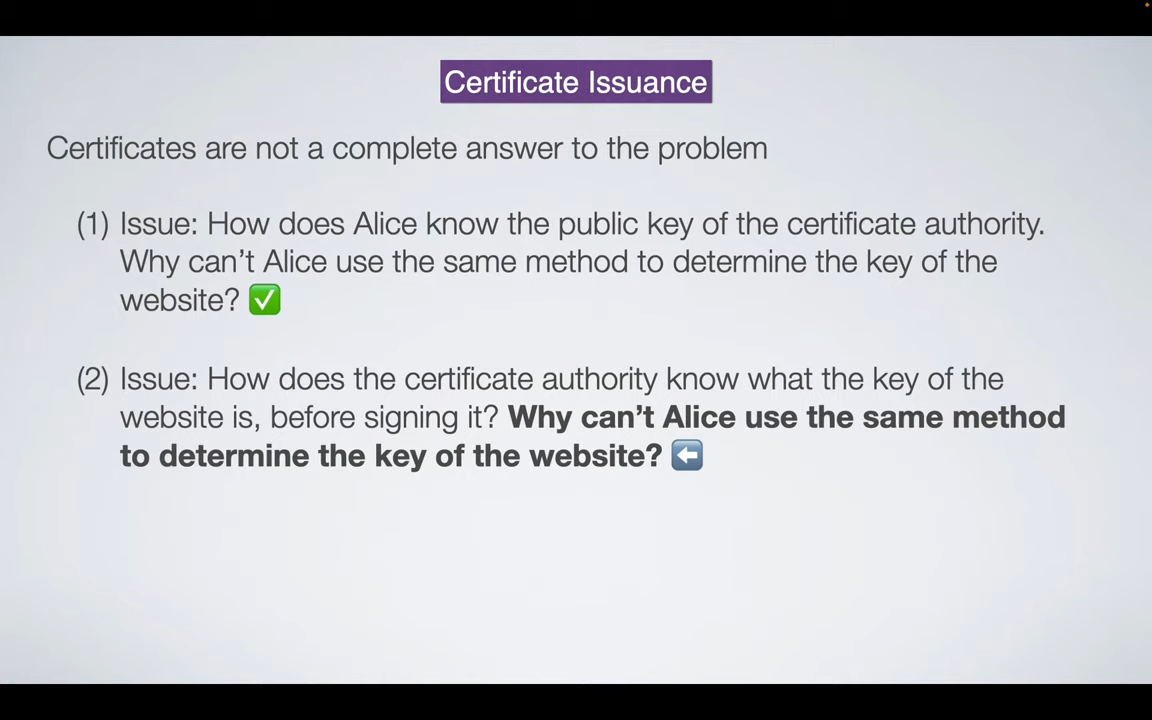 Certificate Issuance
Certificates are not a complete answer to the problem
(1) Issue: How does Alice know the public key of the certificate authority.
Why can’t Alice use the same method to determine the key of the
website? ✅
(2) Issue: How does the certificate authority know what the key of the
website is, before signing it? Why can’t Alice use the same method
to determine the key of the website? ⬅️